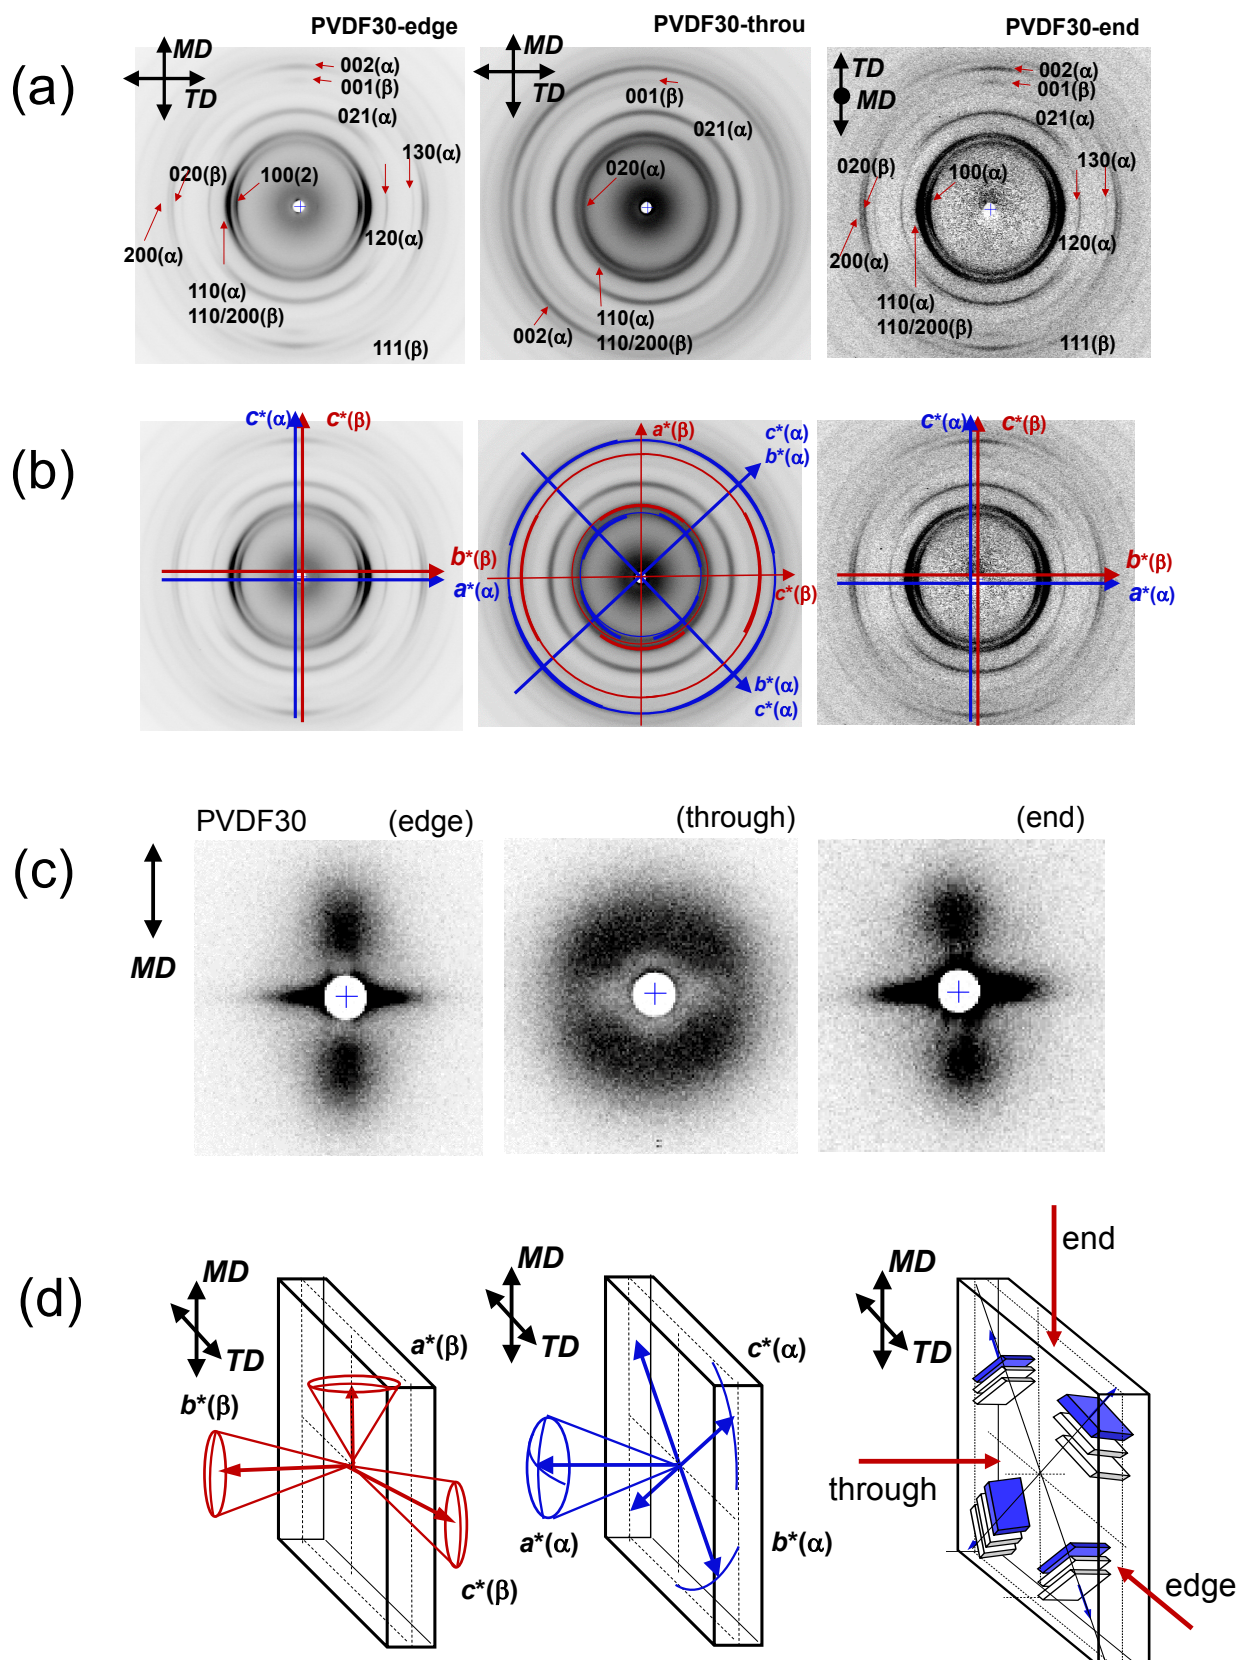 (a)
PVDF30-edge
MD
TD
002(α)
001(β)
021(α)
130(α)
020(β)
100(2)
120(α)
200(α)
110(α)
110/200(β)
111(β)
PVDF30-throu
MD
TD
001(β)
021(α)
020(α)
110(α)
110/200(β)
002(α)
PVDF30-end
TD
MD
002(α)
001(β)
021(α)
130(α)
020(β)
100(α)
120(α)
200(α)
110(α)
110/200(β)
111(β)
(b)
c*(α) c*(β)
b*(β)
a*(α)
a*(β)
c*(α)
b*(α)
c*(β)
b*(α)
c*(α)
c*(α) c*(β)
b*(β)
a*(α)
(c)
PVDF30 (edge)
(through)
(end)
MD
(d)
MD
TD
a*(β)
b*(β)
c*(β)
MD
TD
c*(α)
a*(α)
b*(α)
MD
TD
end
through
edge